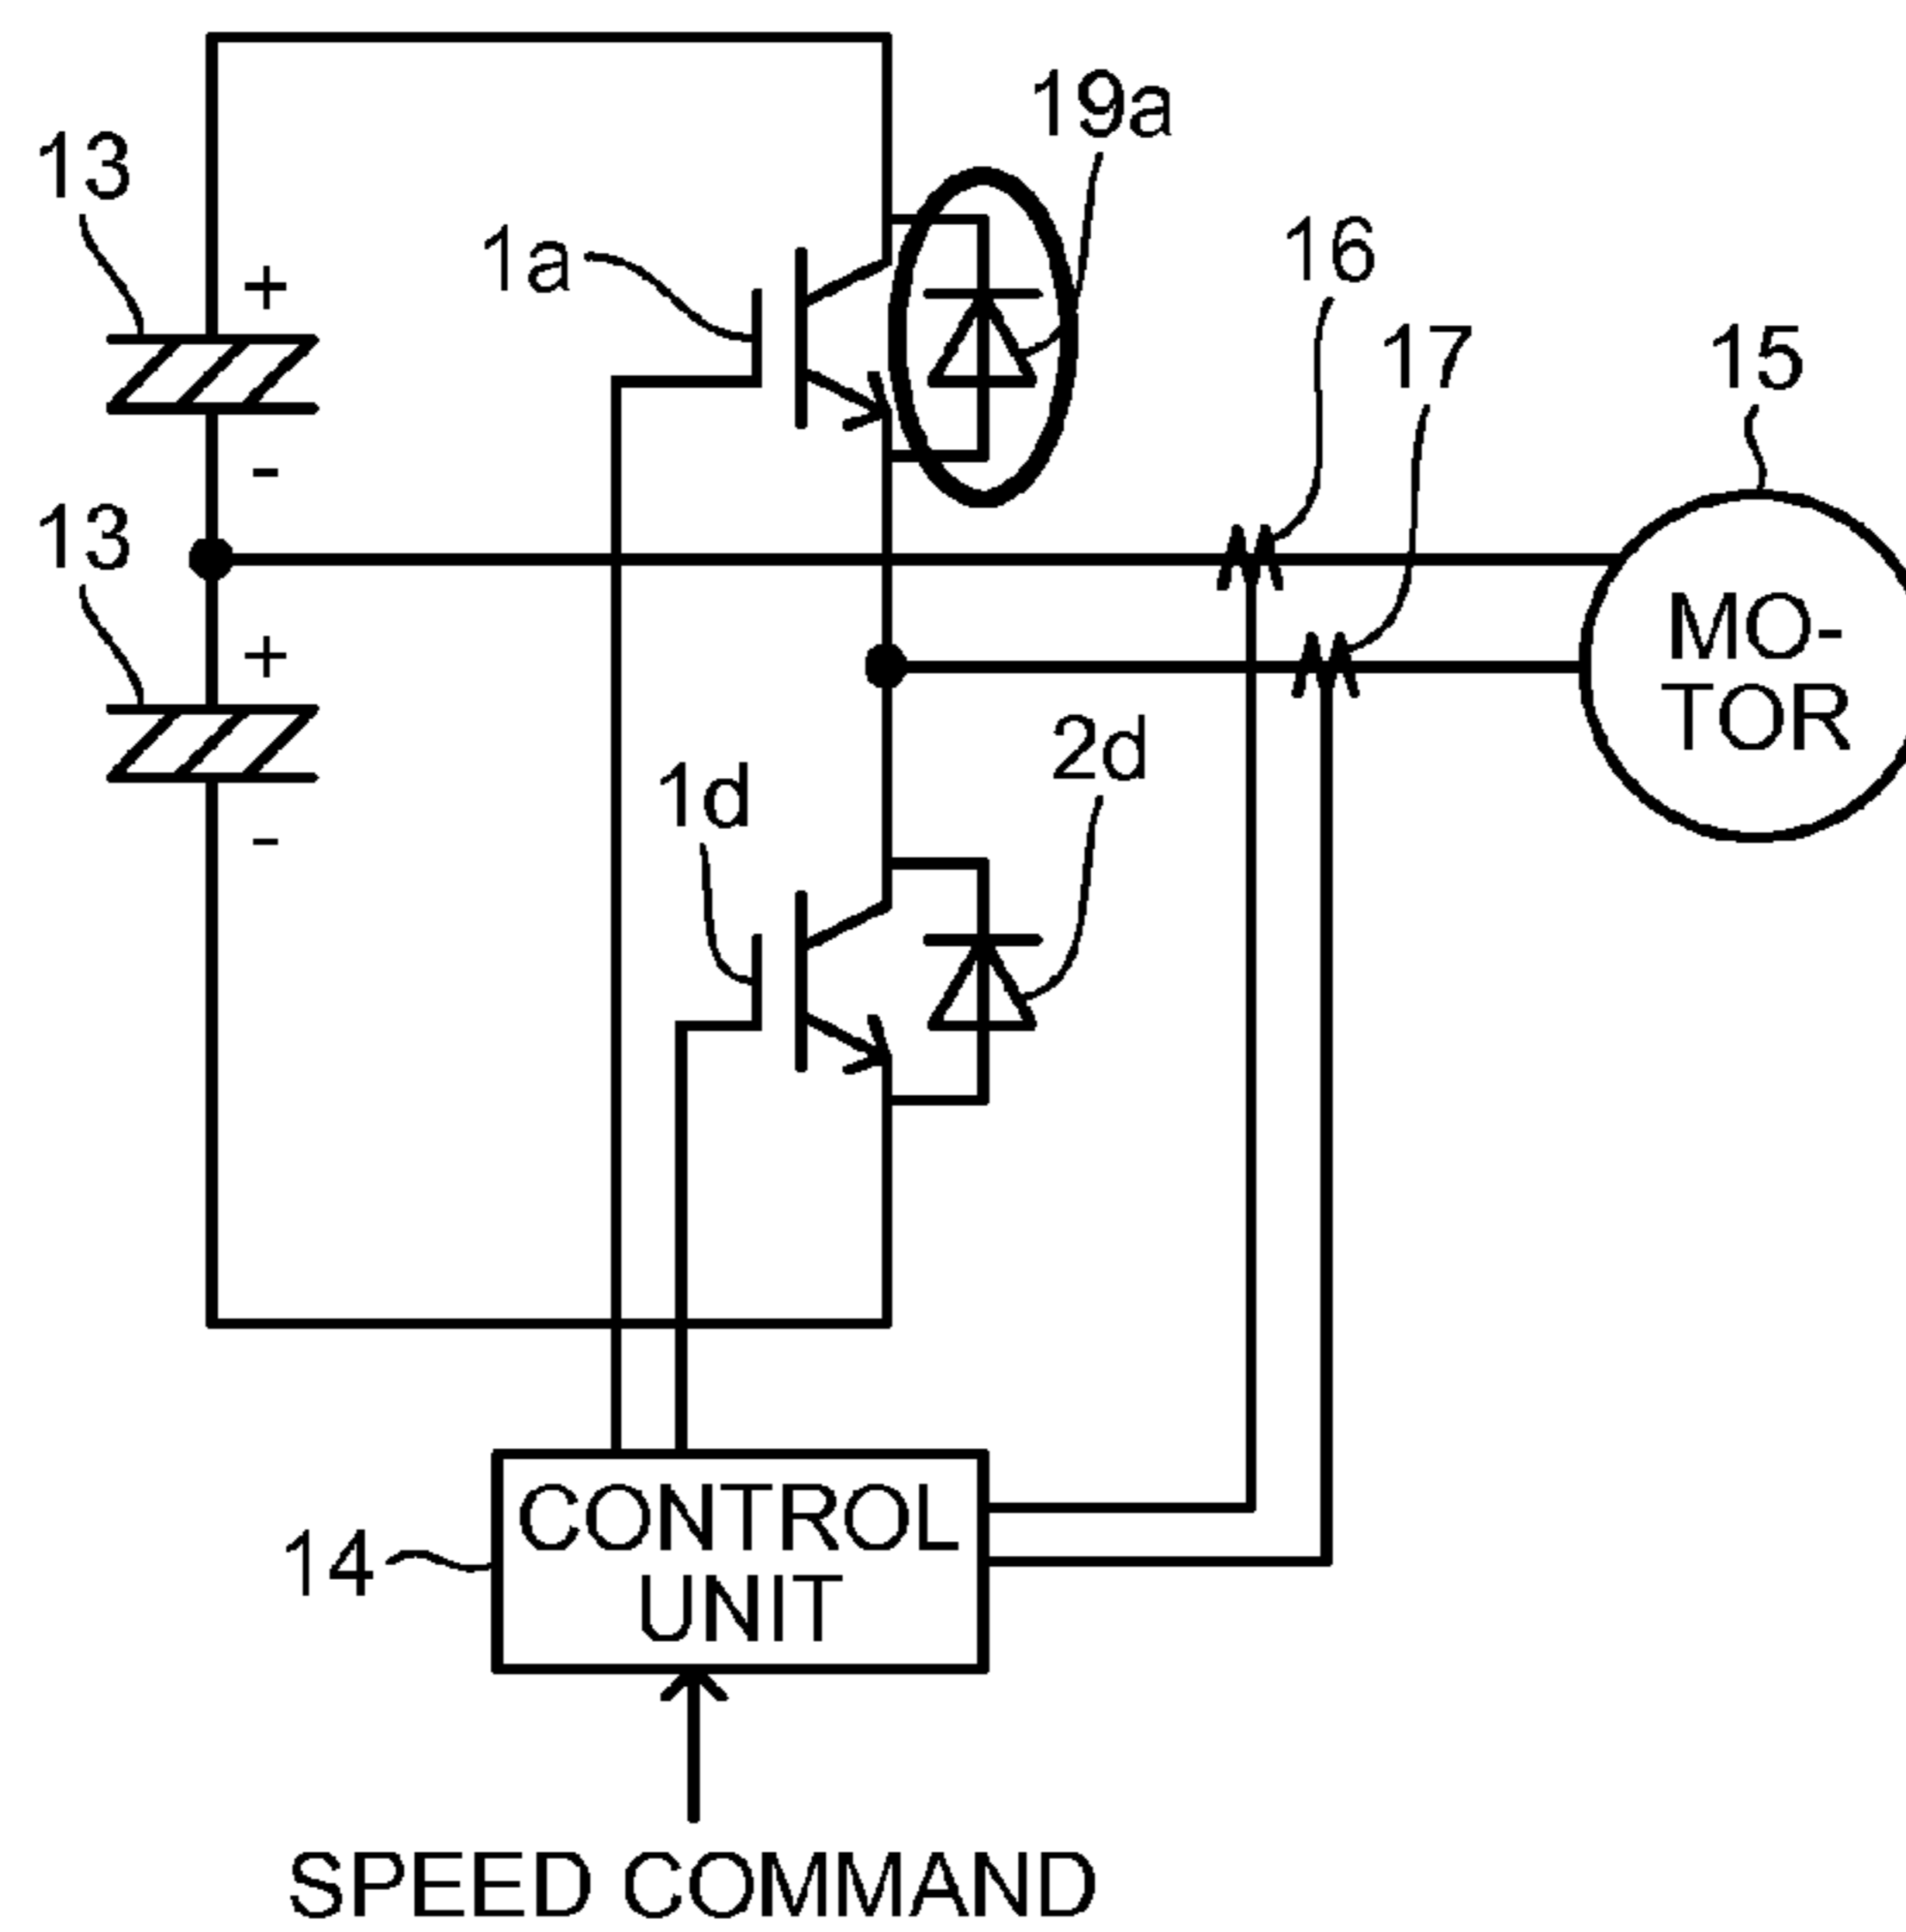 19a
13
1a
16
17
15
+
-
13
MO-
TOR
+
2d
1d
-
CONTROL
UNIT
14
SPEED COMMAND